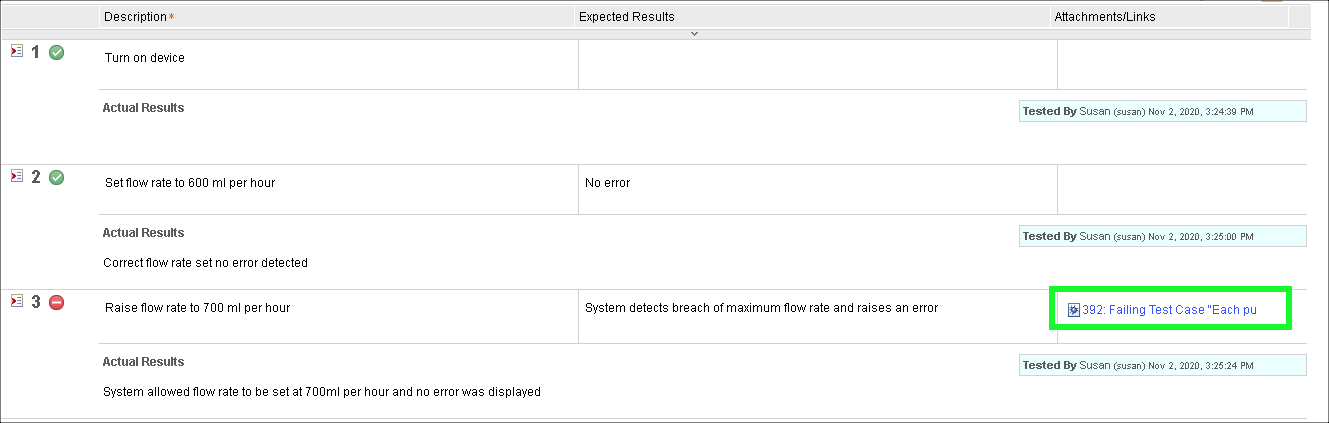 Description* Expected Results Attachments/Links
1 Turn on device
Actual Results Tested By Susan (susan) Nov 2, 2020, 3:24:39 PM
2 Set flow rate to 600 ml per hour No error
Actual Results Tested By Susan (susan) Nov 2, 2020, 3:25:00 PM
Correct flow rate set no error detected
3 Raise flow rate to 700 ml per hour System detects breach of maximum flow rate and raises an error 392: Failing Test Case "Each pu
Actual Results Tested By Susan (susan) Nov 2, 2020, 3:25:24 PM
System allowed flow rate to be set at 700ml per hour and no error was displayed